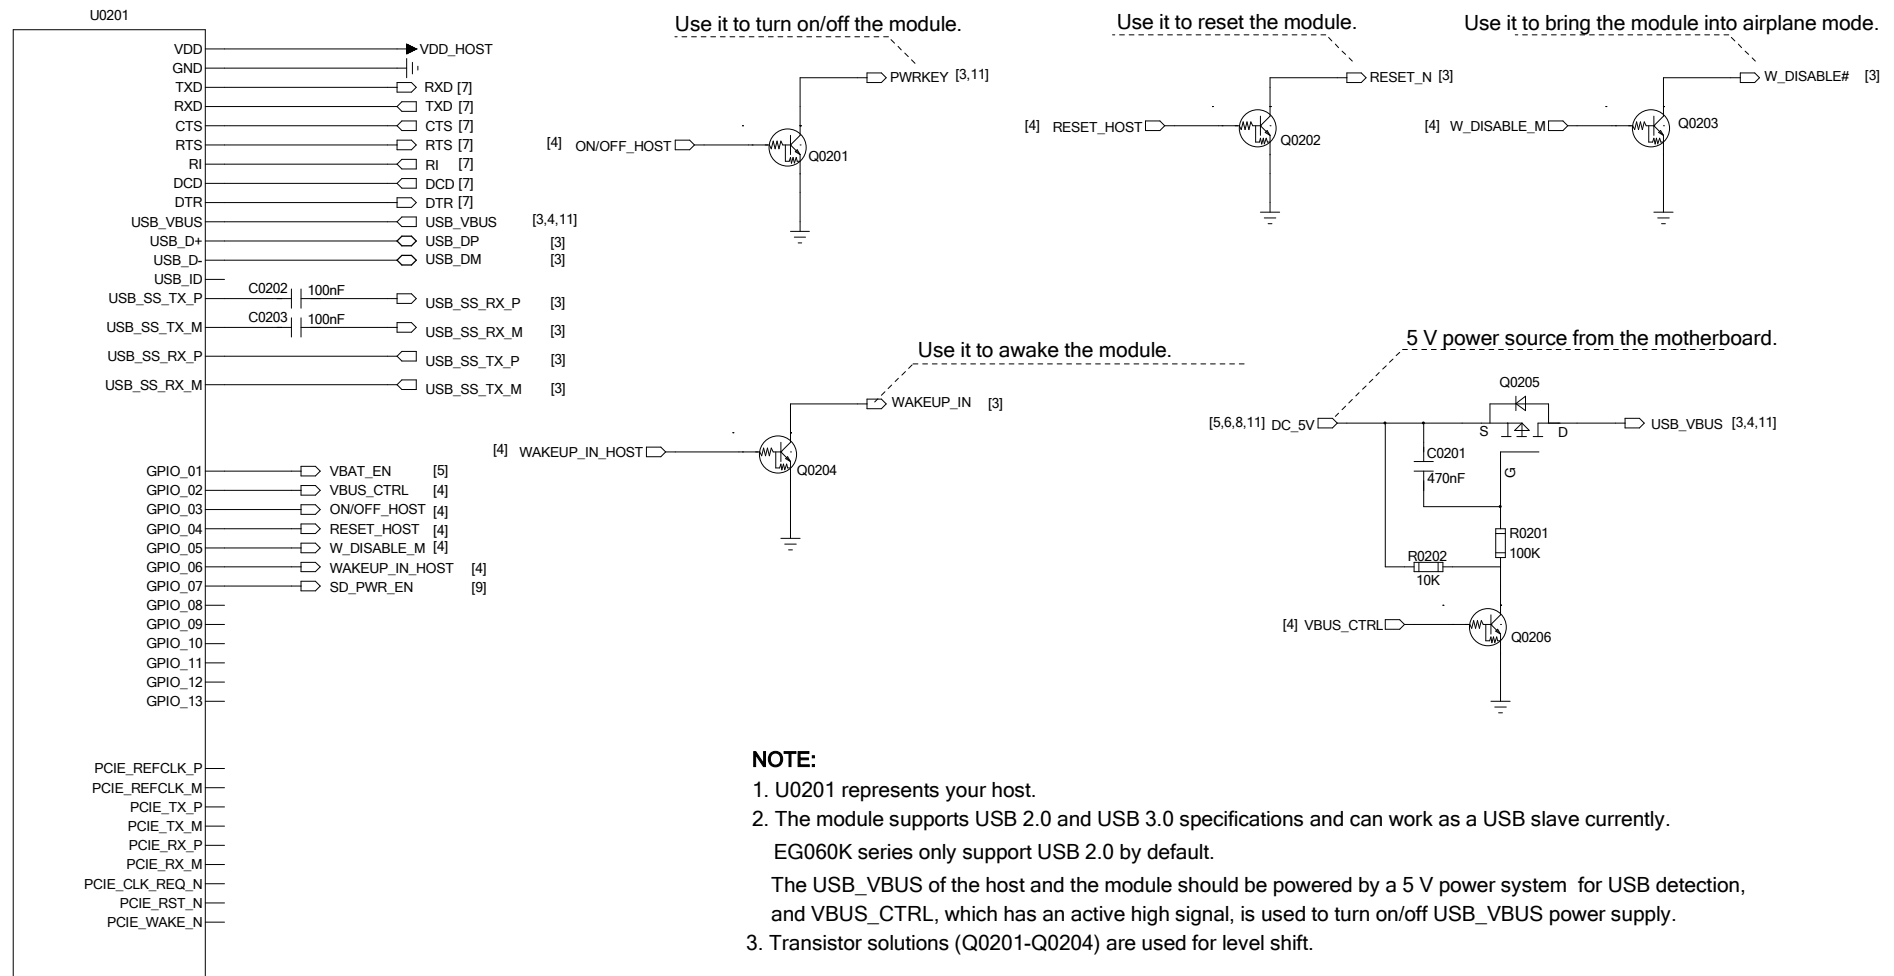 U0201
VDD
VDD_HOST
GND
TXD
RXD [7]
RXD
TXD [7]
CTS
CTS [7]
RTS
RTS [7]
RI
RI [7]
DCD
DCD [7]
DTR
DTR [7]
USB_VBUS
USB_VBUS [3,4,11]
USB_D+
USB_DP [3]
USB_D-
USB_DM [3]
USB_ID
USB_SS_TX_P
C0202 100nF
USB_SS_RX_P [3]
USB_SS_TX_M
C0203 100nF
USB_SS_RX_M [3]
USB_SS_RX_P
USB_SS_TX_P [3]
USB_SS_RX_M
USB_SS_TX_M [3]
GPIO_01
VBAT_EN [5]
GPIO_02
VBUS_CTRL [4]
GPIO_03
ON/OFF_HOST [4]
GPIO_04
RESET_HOST [4]
GPIO_05
W_DISABLE_M [4]
GPIO_06
WAKEUP_IN_HOST [4]
GPIO_07
SD_PWR_EN [9]
GPIO_08
GPIO_09
GPIO_10
GPIO_11
GPIO_12
GPIO_13
PCIE_REFCLK_P
PCIE_REFCLK_M
PCIE_TX_P
PCIE_TX_M
PCIE_RX_P
PCIE_RX_M
PCIE_CLK_REQ_N
PCIE_RST_N
PCIE_WAKE_N
Use it to turn on/off the module.
PWRKEY [3,11]
[4] ON/OFF_HOST
Q0201
Use it to reset the module.
RESET_N [3]
[4] RESET_HOST
Q0202
Use it to bring the module into airplane mode.
W_DISABLE# [3]
[4] W_DISABLE_M
Q0203
Use it to awake the module.
WAKEUP_IN [3]
[4] WAKEUP_IN_HOST
Q0204
5 V power source from the motherboard.
Q0205
[5,6,8,11] DC_5V
S
D
USB_VBUS [3,4,11]
C0201
470nF
G
R0201
100K
R0202
10K
[4] VBUS_CTRL
Q0206
NOTE:
1. U0201 represents your host.
2. The module supports USB 2.0 and USB 3.0 specifications and can work as a USB slave currently.
EG060K series only support USB 2.0 by default.
The USB_VBUS of the host and the module should be powered by a 5 V power system for USB detection,
and VBUS_CTRL, which has an active high signal, is used to turn on/off USB_VBUS power supply.
3. Transistor solutions (Q0201-Q0204) are used for level shift.